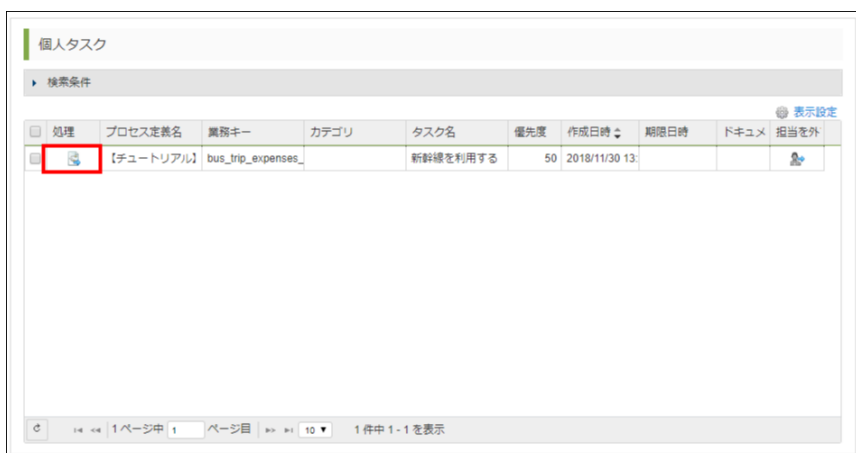 個人タスク
検索条件
表示設定
処理 プロセス定義名 業務キー カテゴリ タスク名 優先度 作成日時 期限日時 ドキュメ 担当を外
【チュートリアル】 bus_trip_expenses_ 新幹線を利用する 50 2018/11/30 13:
1 ページ中 1 ページ目 10 1 件中 1 - 1 を表示